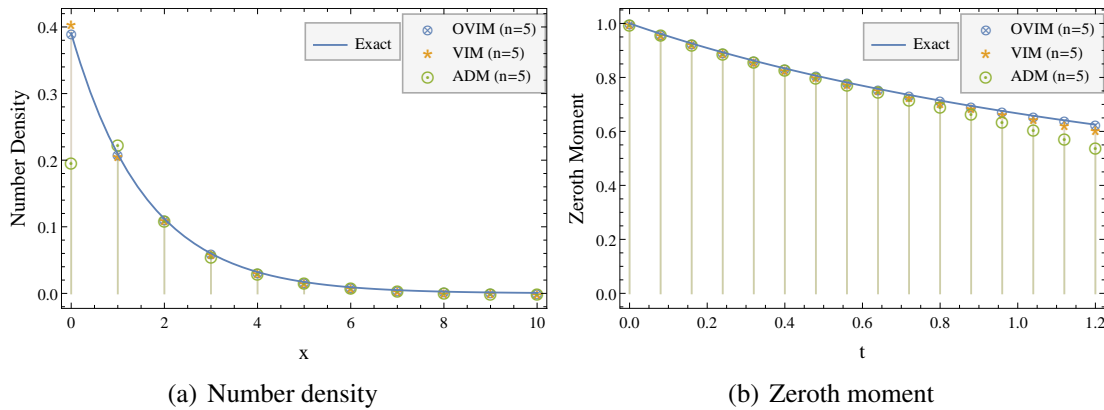 Number Density
0.4
0.3
0.2
0.1
0.0
Exact
OVIM (n=5)
VIM (n=5)
ADM (n=5)
0 2 4 6 8 10
x
(a) Number density
Zeroth Moment
1.0
0.8
0.6
0.4
0.2
0.0
Exact
OVIM (n=5)
VIM (n=5)
ADM (n=5)
0.0 0.2 0.4 0.6 0.8 1.0 1.2
t
(b) Zeroth moment